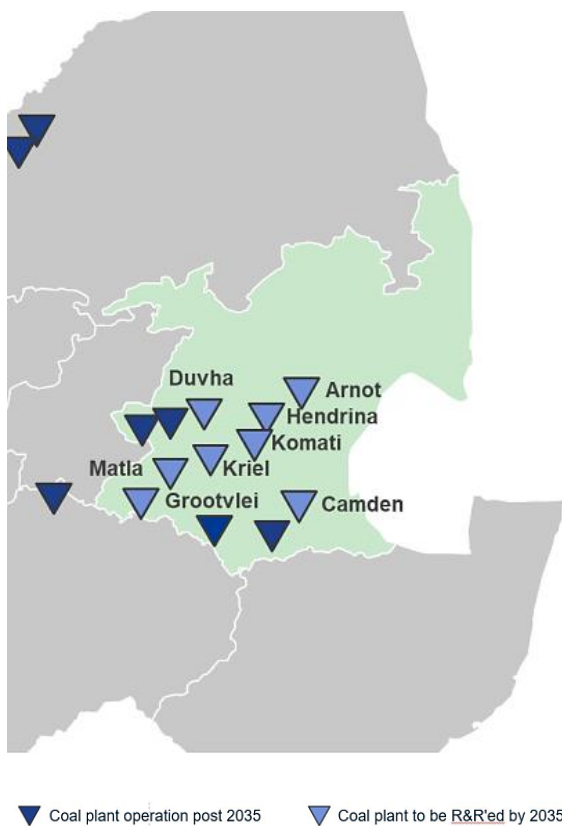 Duvha
Arnot
Hendrina
Komati
Matla
Kriel
Grootvlei
Camden
Coal plant operation post 2035
Coal plant to be R&R'ed by 2035